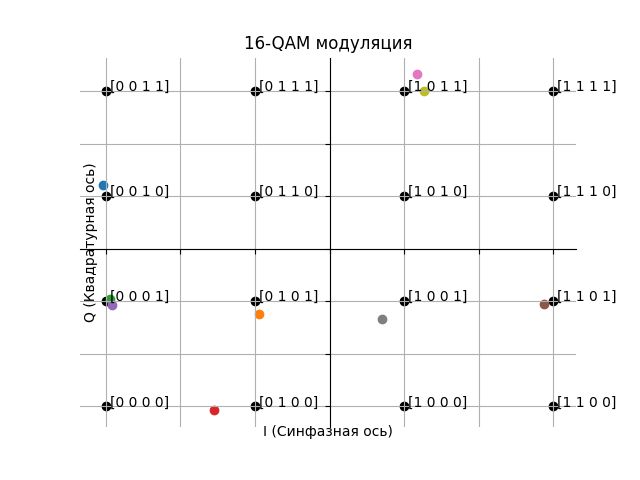 16-QAM модуляция
[0 0 1 1] [0 1 1 1] [1 0 1 1] [1 1 1 1]
[0 0 1 0] [0 1 1 0] [1 0 1 0] [1 1 1 0]
[0 0 0 1] [0 1 0 1] [1 0 0 1] [1 1 0 1]
[0 0 0 0] [0 1 0 0] [1 0 0 0] [1 1 0 0]
Q (Квадратурная ось)
I (Синфазная ось)